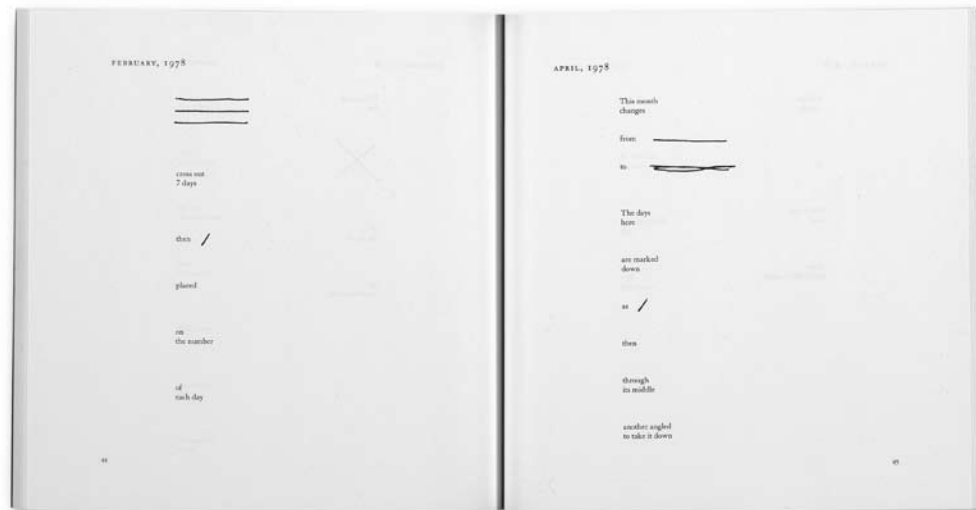 FEBRUARY, 1978
cross out
7 days
then /
placed
on
the number
of
each day
44
APRIL, 1978
This month
changes
from
to
The days
here
are marked
down
as /
then
through
its middle
another angled
to take it down
45